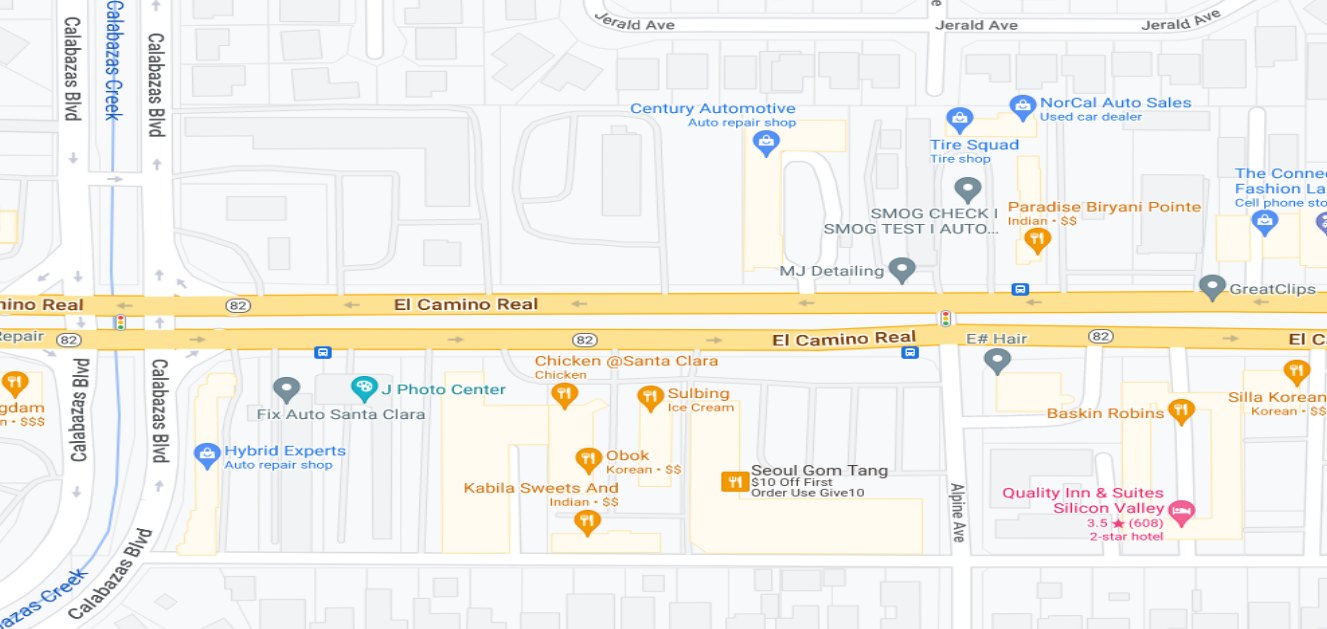 Jerald Ave
Jerald Ave
Jerald Ave
Calabazas Blvd
Calabazas Creek
Calabazas Blvd
Century Automotive
Auto repair shop
NorCal Auto Sales
Used car dealer
Tire Squad
Tire shop
The Connec
Fashion La
Cell phone sto
SMOG CHECK I
SMOG TEST I AUTO...
Paradise Biryani Pointe
Indian • $$
MJ Detailing
GreatClips
mino Real
82
El Camino Real
Repair
82
82
El Camino Real
E# Hair
82
El C
Chicken @Santa Clara
Chicken
J Photo Center
Sulbing
Ice Cream
Fix Auto Santa Clara
Calabazas Blvd
Calabazas Blvd
gdam
n • $$$
Baskin Robins
Silla Korean
Korean • $$
Hybrid Experts
Auto repair shop
Obok
Korean • $$
Seoul Gom Tang
$10 Off First
Order Use Give10
Kabila Sweets And
Indian • $$
Alpine Ave
Quality Inn & Suites
Silicon Valley
3.5 ★ (608)
2-star hotel
Calabazas Blvd
bazas Creek